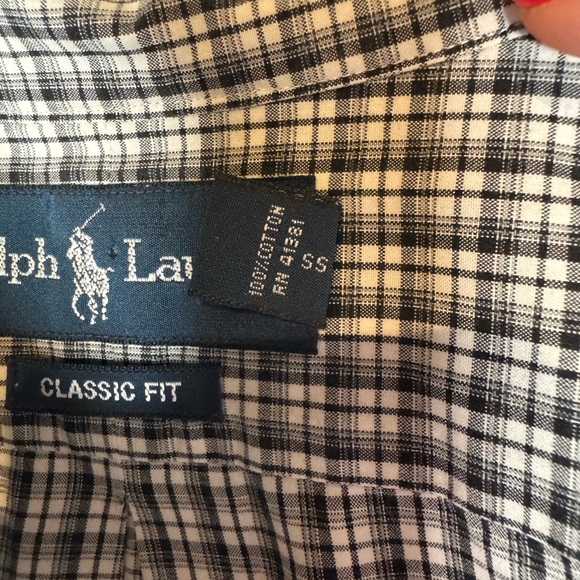 lph Lau
100%COTTON
RN 41381
SS
CLASSIC FIT